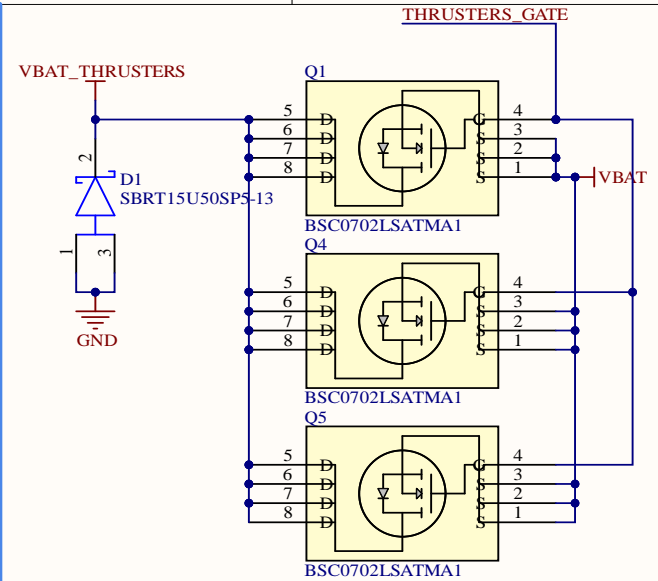 THRUSTERS_GATE
VBAT_THRUSTERS
Q1
5 D G 4
6 D S 3
7 D S 2
8 D S 1
VBAT
BSC0702LSATMA1
2
D1
SBRT15U50SP5-13
1 3
GND
Q4
5 D G 4
6 D S 3
7 D S 2
8 D S 1
BSC0702LSATMA1
Q5
5 D G 4
6 D S 3
7 D S 2
8 D S 1
BSC0702LSATMA1